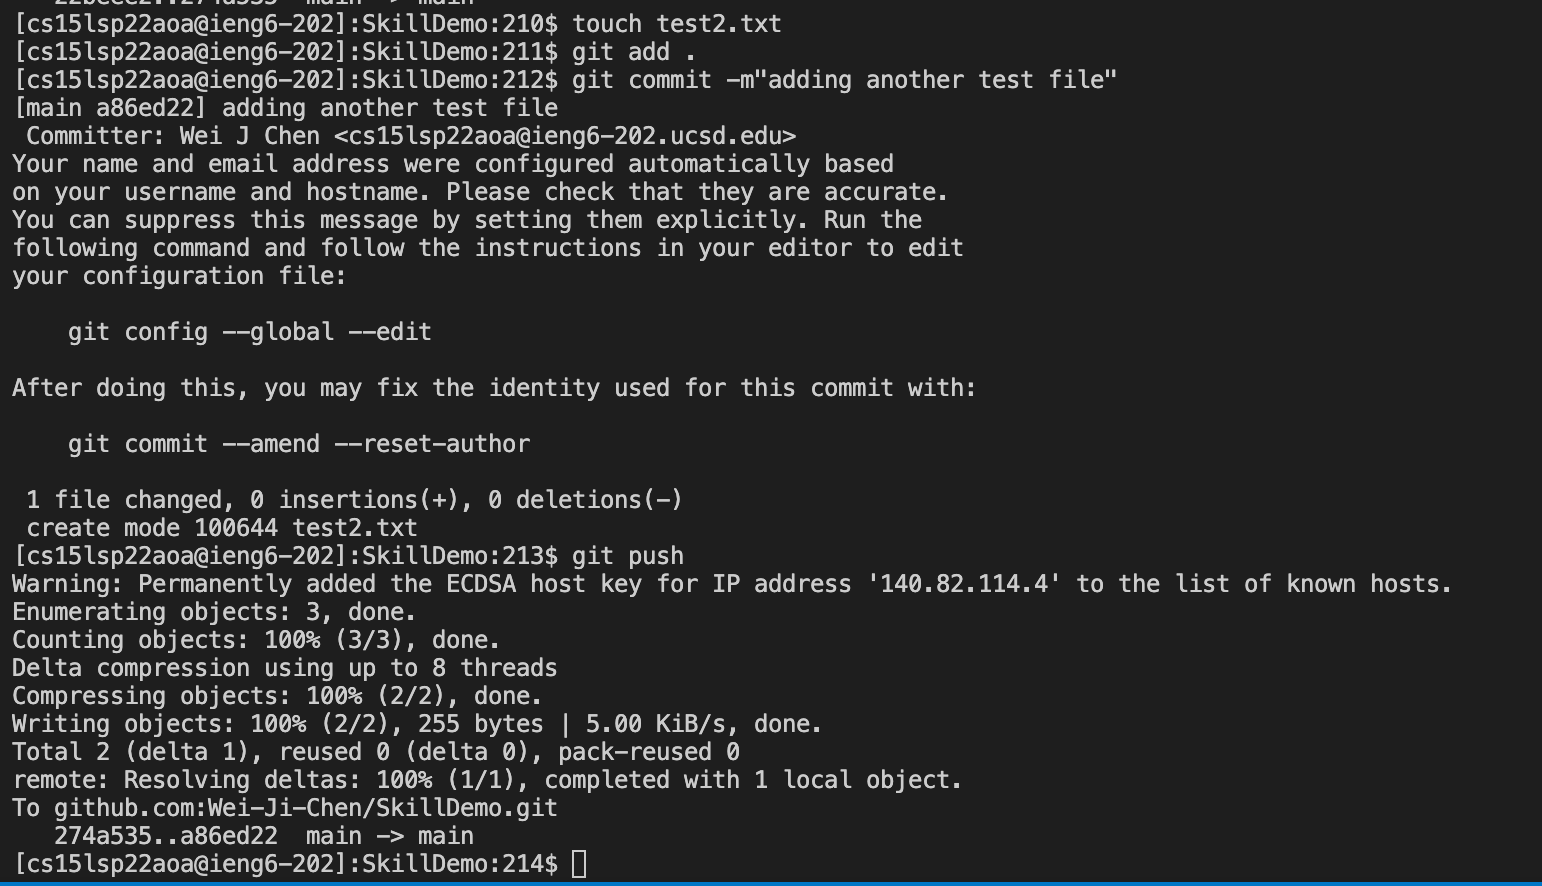 [cs15lsp22aoa@ieng6-202]:SkillDemo:210$ touch test2.txt
[cs15lsp22aoa@ieng6-202]:SkillDemo:211$ git add .
[cs15lsp22aoa@ieng6-202]:SkillDemo:212$ git commit -m"adding another test file"
[main a86ed22] adding another test file
 Committer: Wei J Chen <cs15lsp22aoa@ieng6-202.ucsd.edu>
Your name and email address were configured automatically based
on your username and hostname. Please check that they are accurate.
You can suppress this message by setting them explicitly. Run the
following command and follow the instructions in your editor to edit
your configuration file:

    git config --global --edit

After doing this, you may fix the identity used for this commit with:

    git commit --amend --reset-author

 1 file changed, 0 insertions(+), 0 deletions(-)
 create mode 100644 test2.txt
[cs15lsp22aoa@ieng6-202]:SkillDemo:213$ git push
Warning: Permanently added the ECDSA host key for IP address '140.82.114.4' to the list of known hosts.
Enumerating objects: 3, done.
Counting objects: 100% (3/3), done.
Delta compression using up to 8 threads
Compressing objects: 100% (2/2), done.
Writing objects: 100% (2/2), 255 bytes | 5.00 KiB/s, done.
Total 2 (delta 1), reused 0 (delta 0), pack-reused 0
remote: Resolving deltas: 100% (1/1), completed with 1 local object.
To github.com:Wei-Ji-Chen/SkillDemo.git
   274a535..a86ed22  main -> main
[cs15lsp22aoa@ieng6-202]:SkillDemo:214$